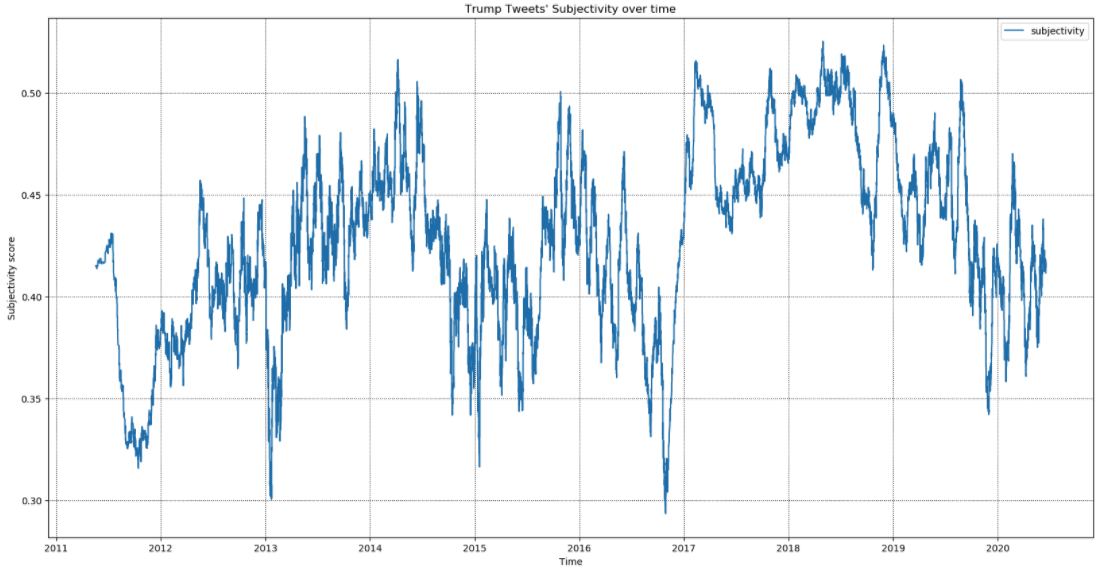 Trump Tweets' Subjectivity over time
subjectivity
Subjectivity score
0.50
0.45
0.40
0.35
0.30
2011 2012 2013 2014 2015 2016 2017 2018 2019 2020
Time